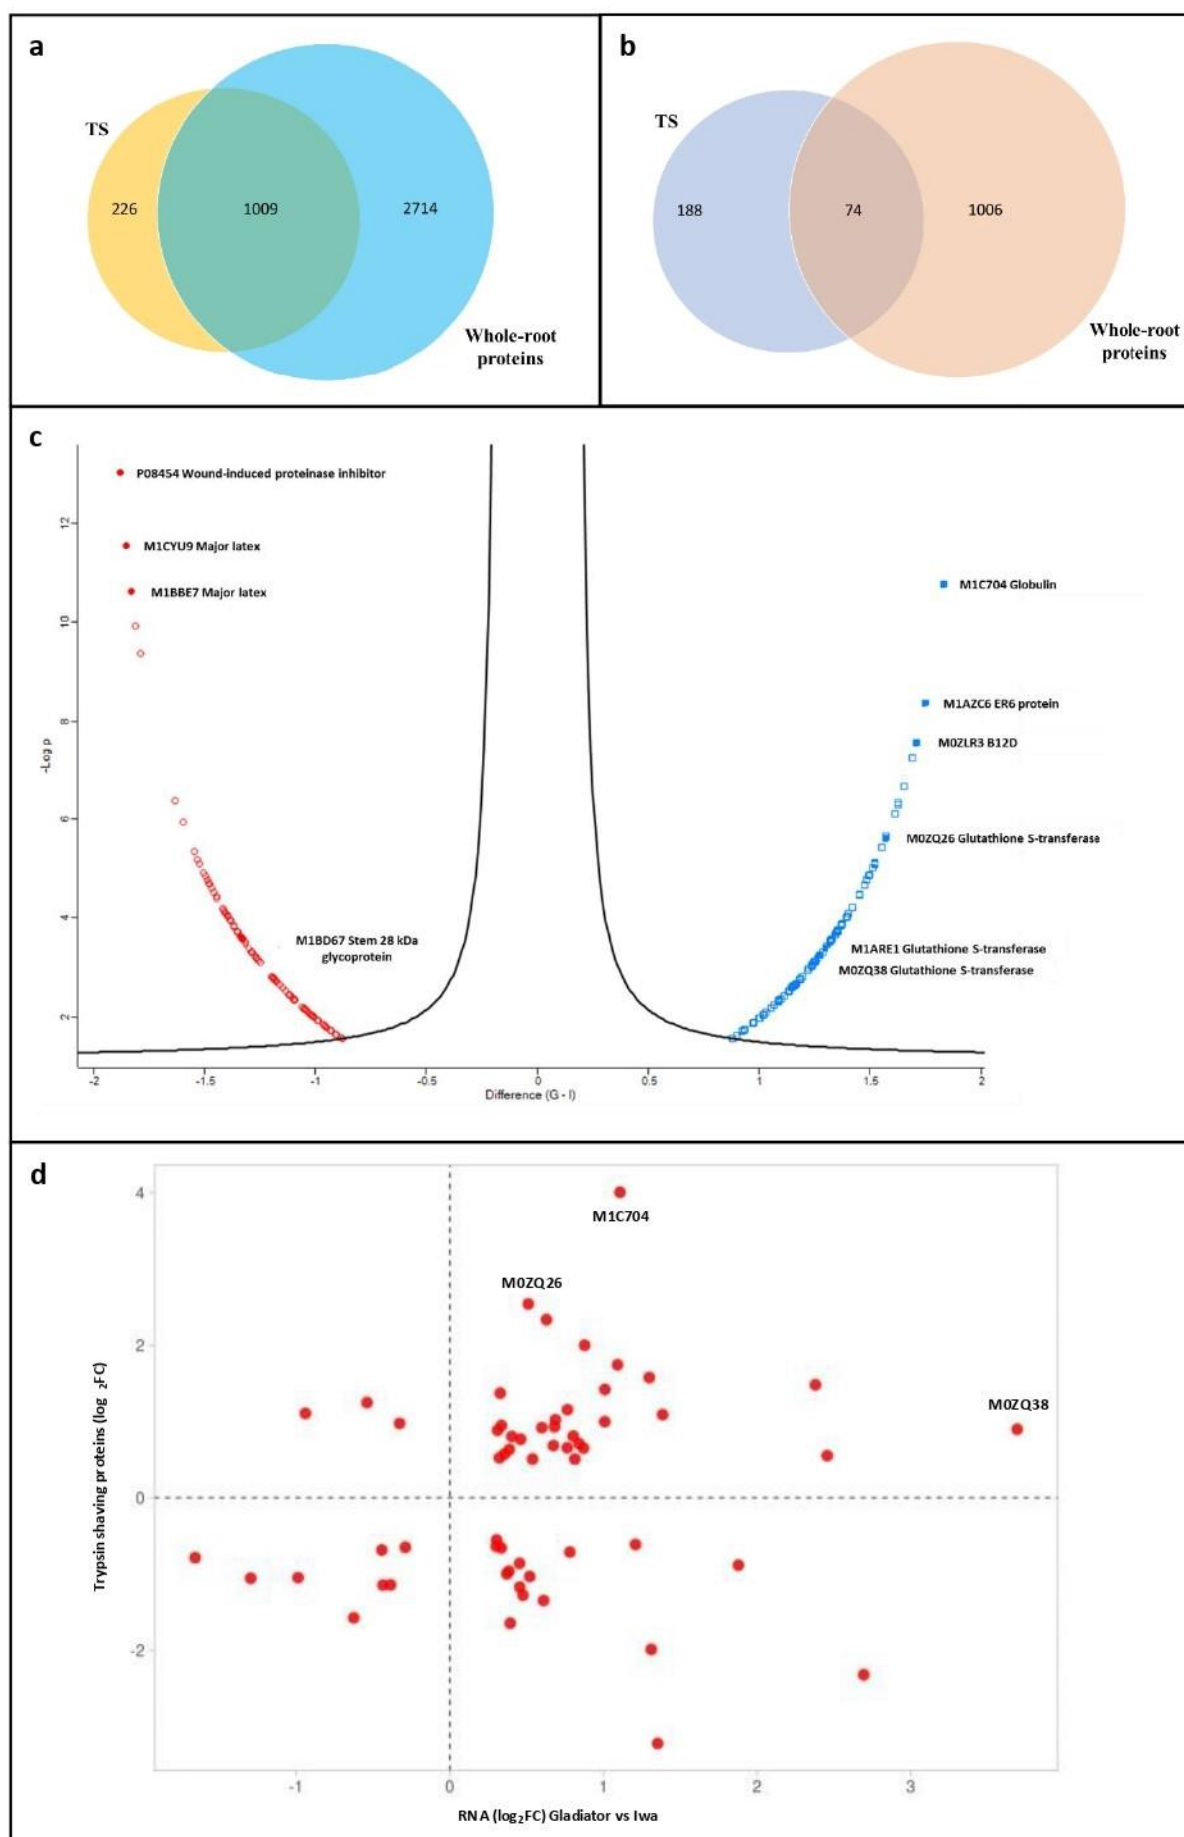 a
TS
226
1009
2714
Whole-root
proteins
b
TS
188
74
1006
Whole-root
proteins
c
P08454 Wound-induced proteinase inhibitor
M1CYU9 Major latex
M1BBE7 Major latex
M1C704 Globulin
M1AZC6 ER6 protein
M0ZLR3 B12D
M0ZQ26 Glutathione S-transferase
M1BD67 Stem 28 kDa
glycoprotein
M1ARE1 Glutathione S-transferase
M0ZQ38 Glutathione S-transferase
-Log p
12
10
8
6
4
2
-2
-1.5
-1
-0.5
0
0.5
1
1.5
2
Difference (G - I)
d
Trypsin shaving proteins (log 2FC)
4
2
0
-2
M1C704
M0ZQ26
M0ZQ38
-1
0
1
2
3
RNA (log2FC) Gladiator vs Iwa